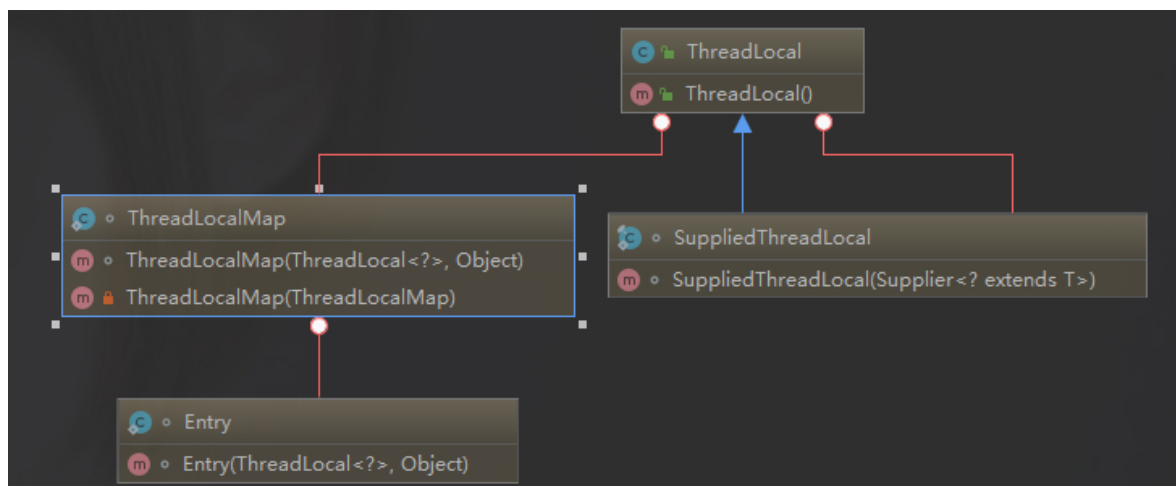 ThreadLocal
ThreadLocal()
ThreadLocalMap
ThreadLocalMap(ThreadLocal<?>, Object)
ThreadLocalMap(ThreadLocalMap)
SuppliedThreadLocal
SuppliedThreadLocal(Supplier<? extends T>)
Entry
Entry(ThreadLocal<?>, Object)